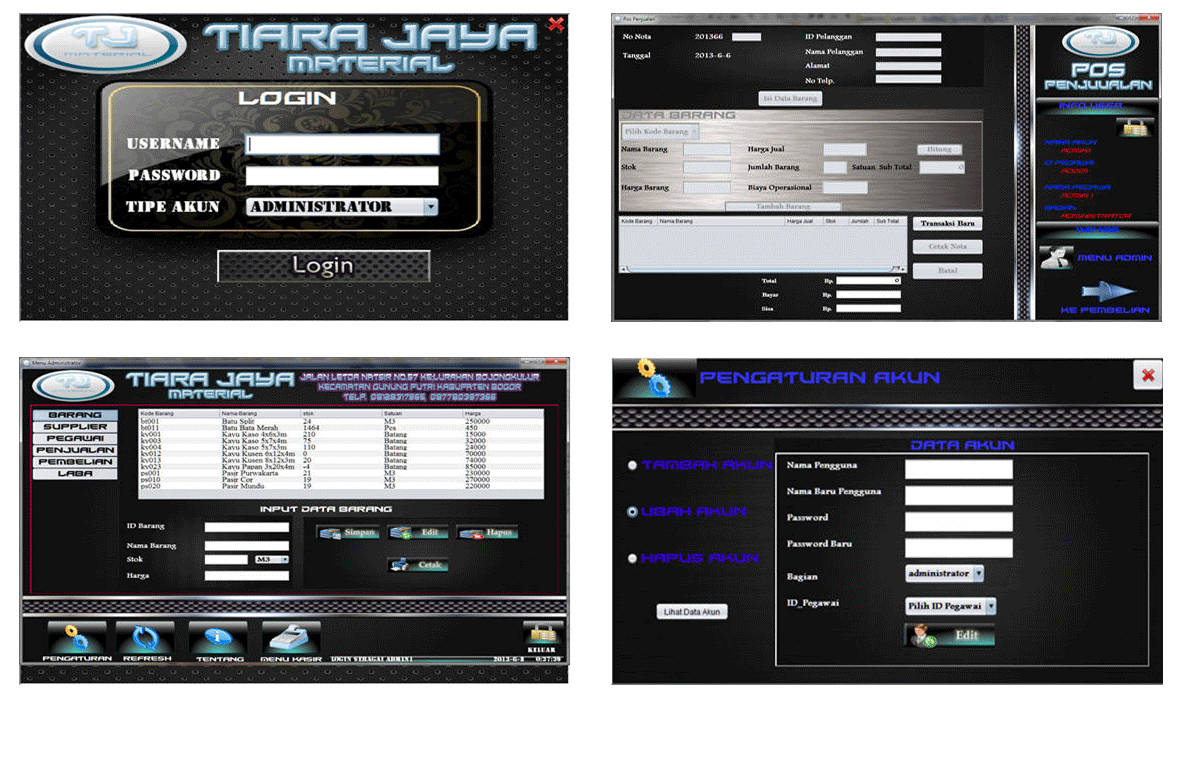 TJ
MATERIAL
TIARA JAYA
MATERIAL
LOGIN
USERNAME
PASSWORD
TIPE AKUN ADMINISTRATOR
Login
Pos Penjualan
No Nota 201366 ID Pelanggan
Nama Pelanggan
Tanggal 2013-6-6
Alamat
No Telp.
Isi Data Barang
DATA BARANG
Pilih Kode Barang
Nama Barang Harga Jual Hitung
Stok Jumlah Barang Satuan Sub Total 0
Harga Barang Biaya Operasional
Tambah Barang
Kode Barang Nama Barang Harga Jual Stok Jumlah Sub Total
Transaksi Baru
Cetak Nota
Batal
Total Rp. 0
Bayar Rp.
Sisa Rp.
TJ
POS
PENJUUALAN
INFO USER
NAMA AKUN
ID PEGAWAI
NAMA PEGAWAI
BAGIAN
ADMINISTRATOR
MENU ADMIN
KE PEMBELIAN
Menu Administrator
TJ
TIARA JAYA
MATERIAL
JALAN LETDA NATSIR NO.67 KELURAHAN BOJONGKULUR
KECAMATAN GUNUNG PUTRI KABUPATEN BOGOR
BARANG
SUPPLIER
PEGAWAI
PENJUALAN
PEMBELIAN
LABA
Kode Barang Nama Barang stok Satuan Harga
bt001 Batu Split 24 M3 250000
bt011 Batu Bata Merah 1464 Pcs 450
kv001 Kayu Kaso 4x6x3m 210 Batang 15000
kv003 Kayu Kaso 5x7x4m 75 Batang 32000
kv004 Kayu Kaso 5x7x3m 110 Batang 24000
kv012 Kayu Kusen 6x12x4m 0 Batang 70000
kv013 Kayu Kusen 8x12x3m 20 Batang 74000
kv023 Kayu Papan 3x20x4m -4 Batang 85000
ps001 Pasir Purwakarta 21 M3 230000
ps010 Pasir Cor 19 M3 270000
ps020 Pasir Mundu 19 M3 220000
INPUT DATA BARANG
ID Barang
Nama Barang
Stok M3
Harga
Simpan Edit Hapus
Cetak
PENGATURAN REFRESH TENTANG MENU KASIR LOGIN SEBAGAI ADMIN1 2013-6-8 0:37:39
KELUAR
PENGATURAN AKUN
DATA AKUN
TAMBAH AKUN
UBAH AKUN
HAPUS AKUN
Lihat Data Akun
Nama Pengguna
Nama Baru Pengguna
Password
Password Baru
Bagian administrator
ID_Pegawai Pilih ID Pegawai
Edit